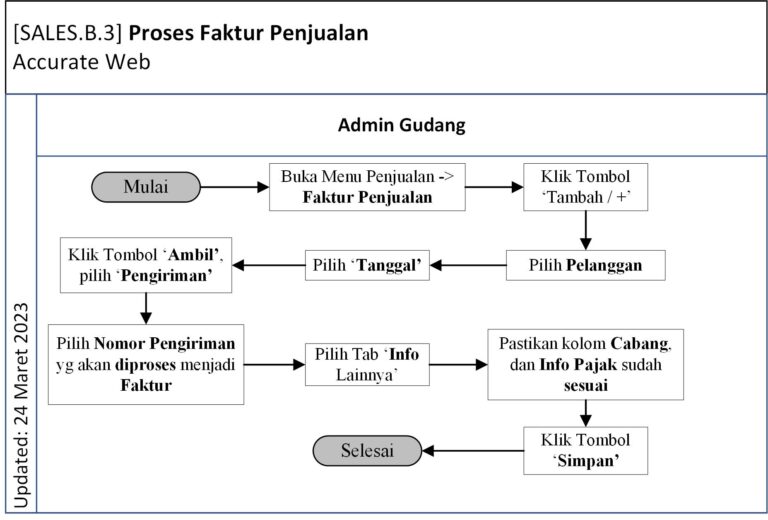 [SALES.B.3] Proses Faktur Penjualan
Accurate Web
Updated: 24 Maret 2023
Admin Gudang
Mulai
Buka Menu Penjualan ->
Faktur Penjualan
Klik Tombol
‘Tambah / +’
Pilih Pelanggan
Pilih ‘Tanggal’
Klik Tombol ‘Ambil’,
pilih ‘Pengiriman’
Pilih Nomor Pengiriman
yg akan diproses menjadi
Faktur
Pilih Tab ‘Info
Lainnya’
Pastikan kolom Cabang,
dan Info Pajak sudah
sesuai
Klik Tombol
‘Simpan’
Selesai